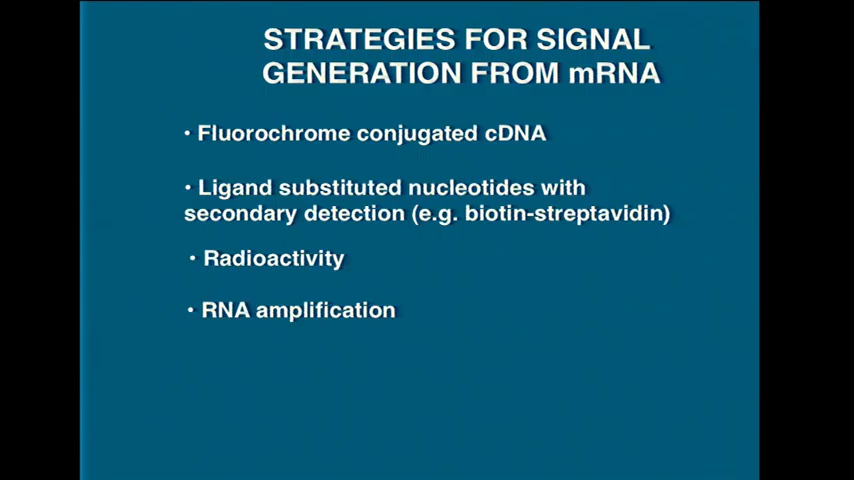 STRATEGIES FOR SIGNAL
GENERATION FROM mRNA
• Fluorochrome conjugated cDNA
• Ligand substituted nucleotides with
secondary detection (e.g. biotin-streptavidin)
• Radioactivity
• RNA amplification